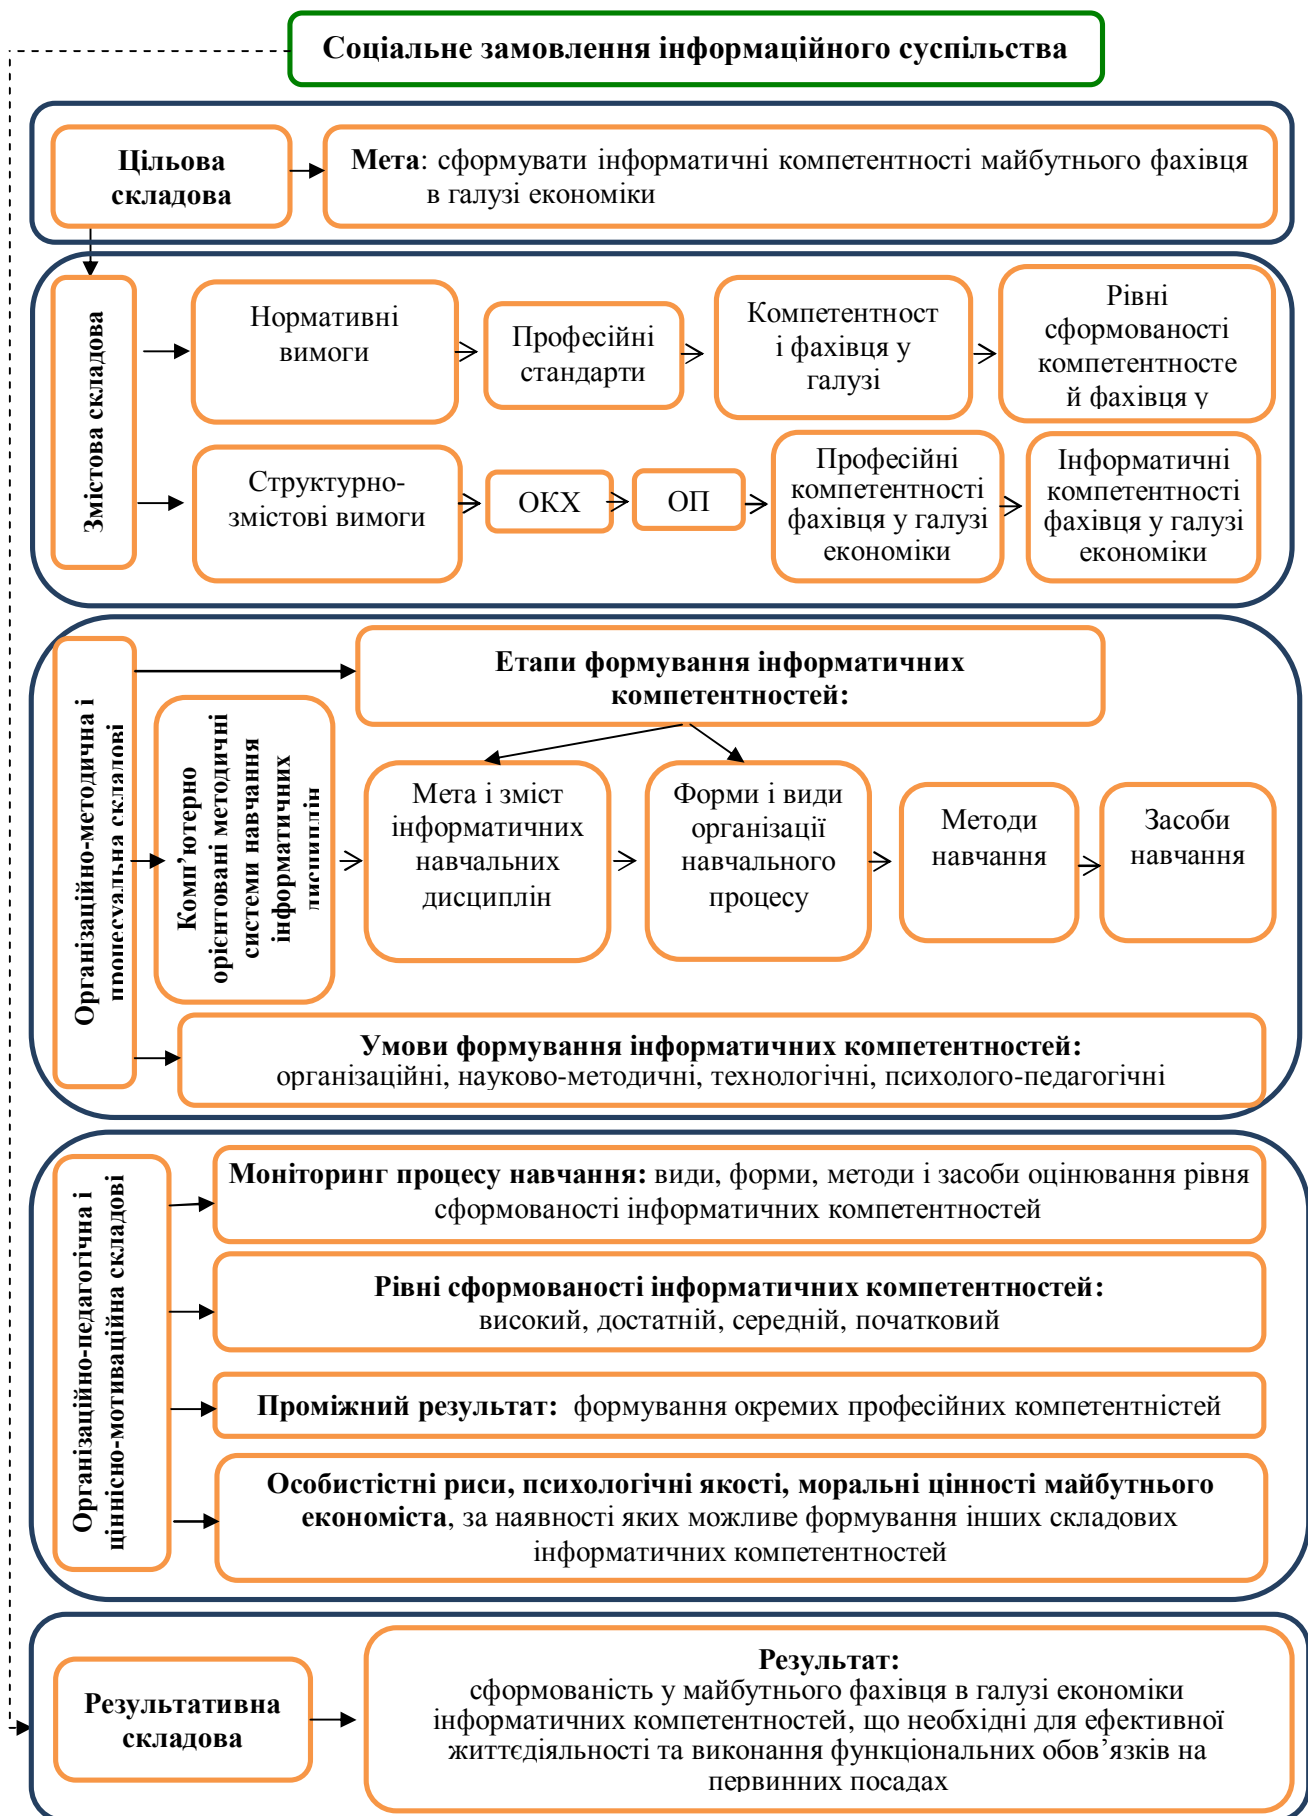 Соціальне замовлення інформаційного суспільства
Цільова
складова
Мета: сформувати інформатичні компетентності майбутнього фахівця
в галузі економіки
Змістова складова
Нормативні
вимоги
Професійні
стандарти
Компетентност
і фахівця у
галузі
Рівні
сформованості
компетентносте
й фахівця у
Структурно-
змістові вимоги
ОКХ
ОП
Професійні
компетентності
фахівця у галузі
економіки
Інформатичні
компетентності
фахівця у галузі
економіки
Організаційно-методична і
процесуальна складові
Етапи формування інформатичних
компетентностей:
Комп’ютерно
орієнтовані методичні
системи навчання
інформатичних
дисциплін
Мета і зміст
інформатичних
навчальних
дисциплін
Форми і види
організації
навчального
процесу
Методи
навчання
Засоби
навчання
Умови формування інформатичних компетентностей:
організаційні, науково-методичні, технологічні, психолого-педагогічні
Організаційно-педагогічна і
ціннісно-мотиваційна складові
Моніторинг процесу навчання: види, форми, методи і засоби оцінювання рівня
сформованості інформатичних компетентностей
Рівні сформованості інформатичних компетентностей:
високий, достатній, середній, початковий
Проміжний результат: формування окремих професійних компетентністей
Особистістні риси, психологічні якості, моральні цінності майбутнього
економіста, за наявності яких можливе формування інших складових
інформатичних компетентностей
Результативна
складова
Результат:
сформованість у майбутнього фахівця в галузі економіки
інформатичних компетентностей, що необхідні для ефективної
життєдіяльності та виконання функціональних обов’язків на
первинних посадах